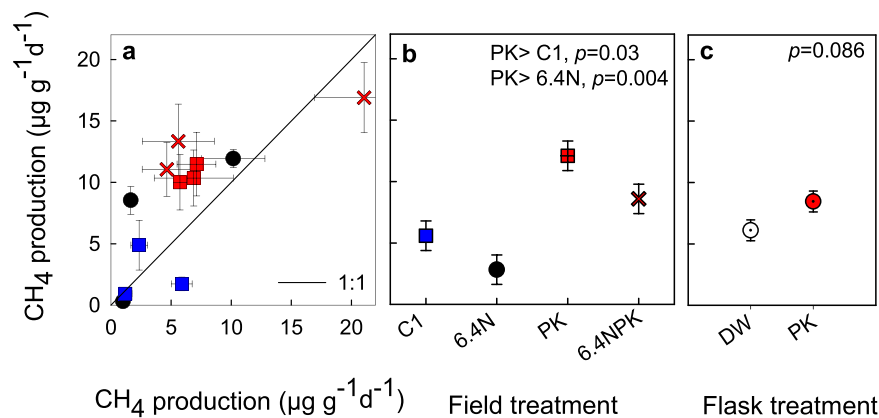 a
b
c
PK> C1, p=0.03
PK> 6.4N, p=0.004
p=0.086
CH4 production (µg g-1d-1)
20
15
10
5
0
1:1
0
5
10
15
20
C1
6.4N
PK
6.4NPK
DW
PK
CH4 production (µg g-1d-1)
Field treatment
Flask treatment